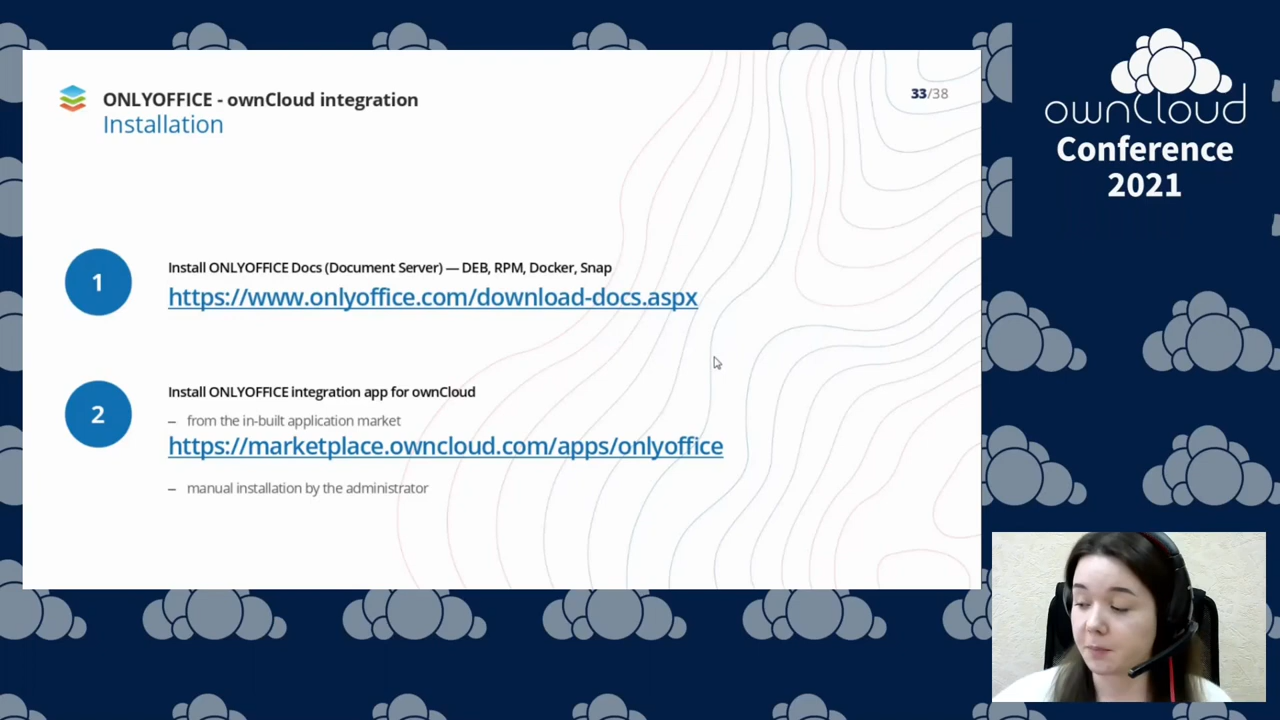 ONLYOFFICE - ownCloud integration
Installation
33/38
1
Install ONLYOFFICE Docs (Document Server) — DEB, RPM, Docker, Snap
https://www.onlyoffice.com/download-docs.aspx
2
Install ONLYOFFICE integration app for ownCloud
– from the in-built application market
https://marketplace.owncloud.com/apps/onlyoffice
– manual installation by the administrator
ownCloud
Conference
2021